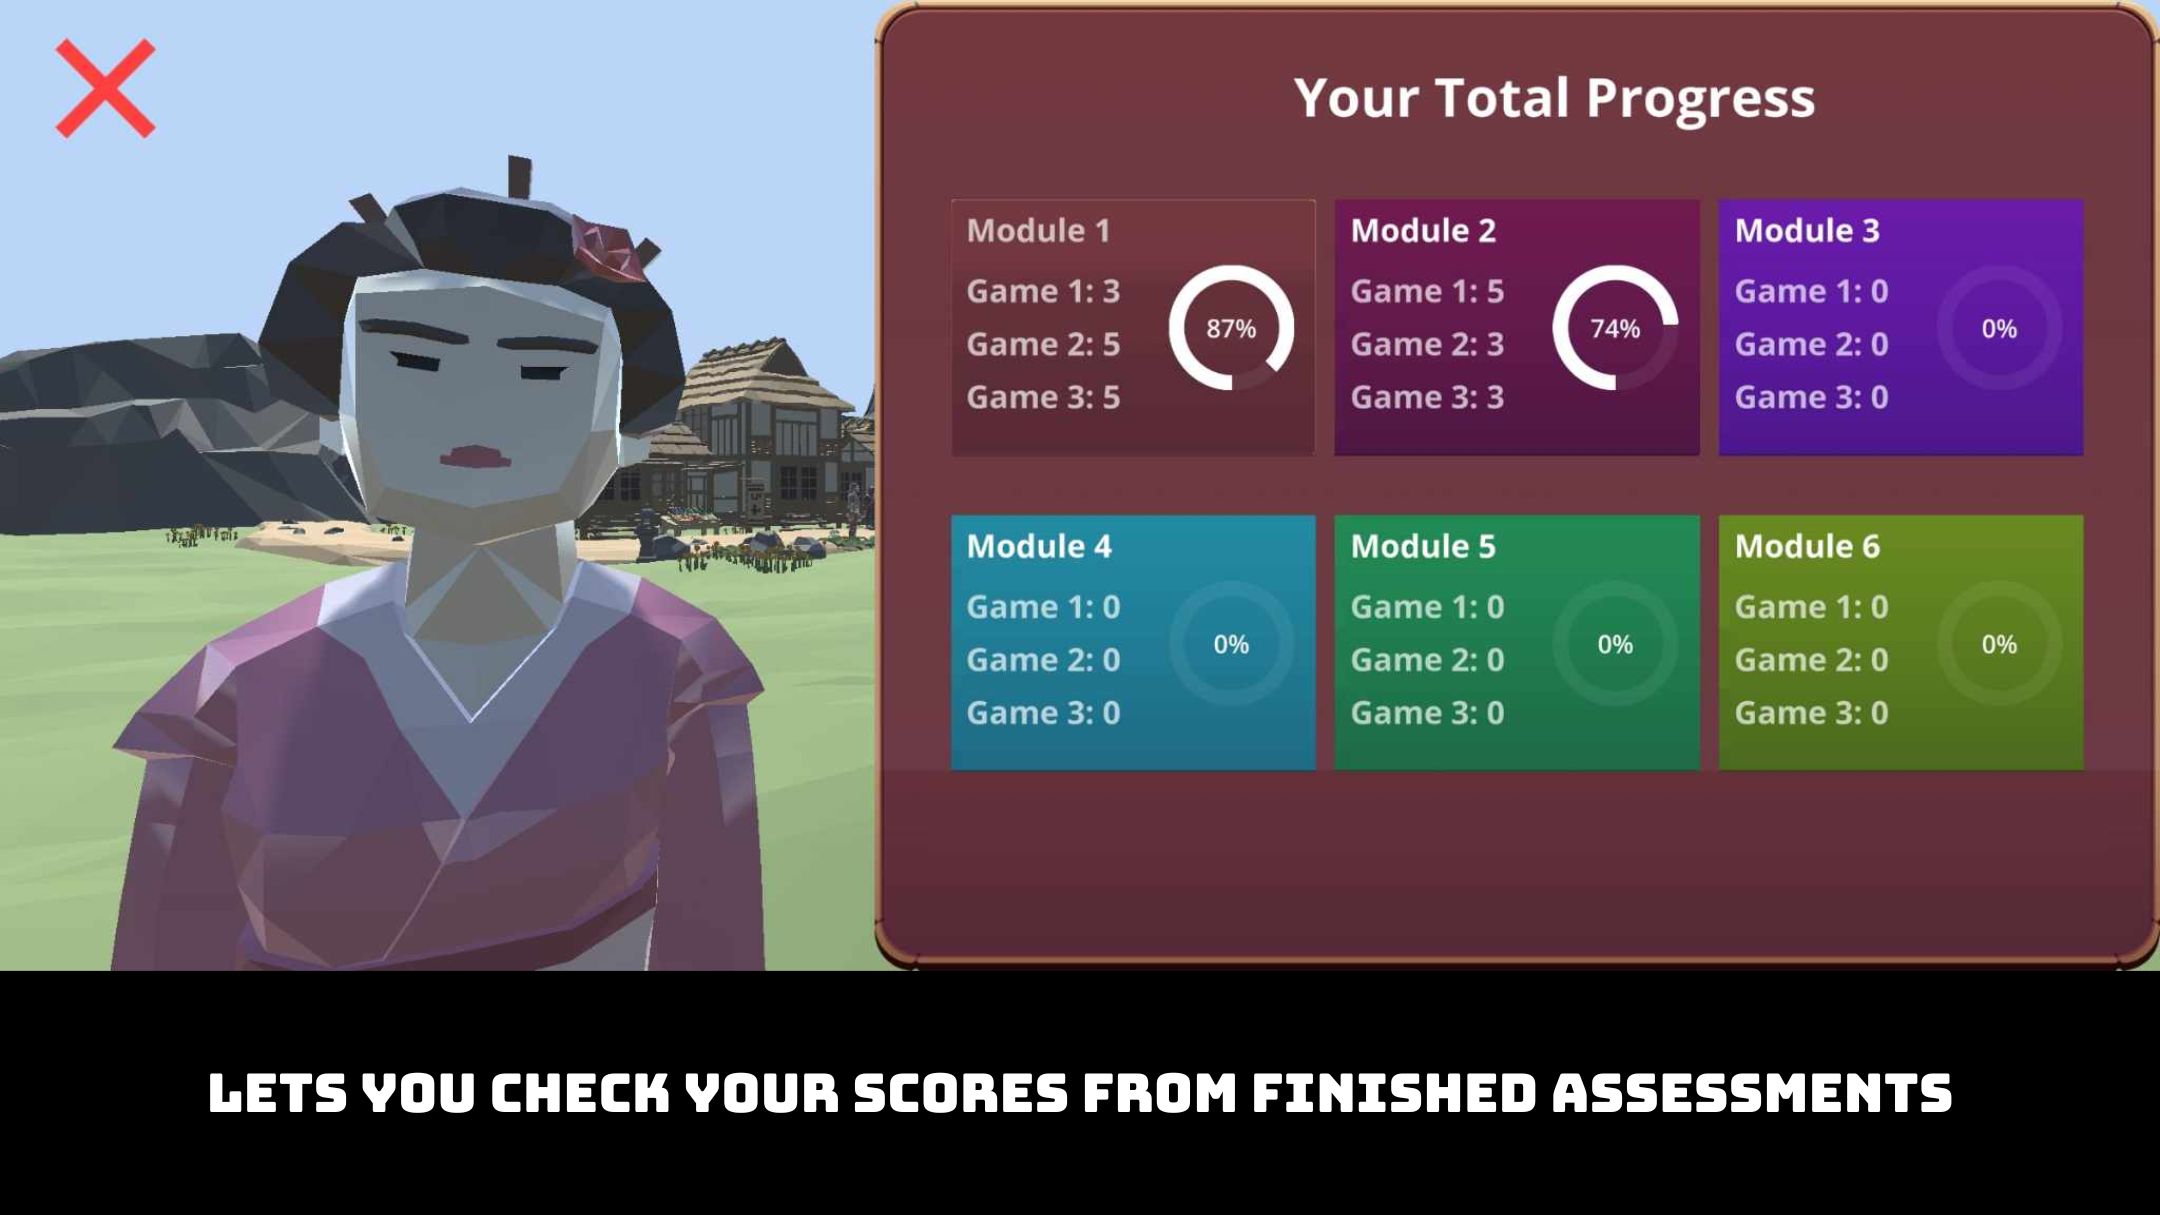 Your Total Progress
Module 1
Game 1: 3
Game 2: 5
Game 3: 5
87%
Module 2
Game 1: 5
Game 2: 3
Game 3: 3
74%
Module 3
Game 1: 0
Game 2: 0
Game 3: 0
0%
Module 4
Game 1: 0
Game 2: 0
Game 3: 0
0%
Module 5
Game 1: 0
Game 2: 0
Game 3: 0
0%
Module 6
Game 1: 0
Game 2: 0
Game 3: 0
0%
LETS YOU CHECK YOUR SCORES FROM FINISHED ASSESSMENTS